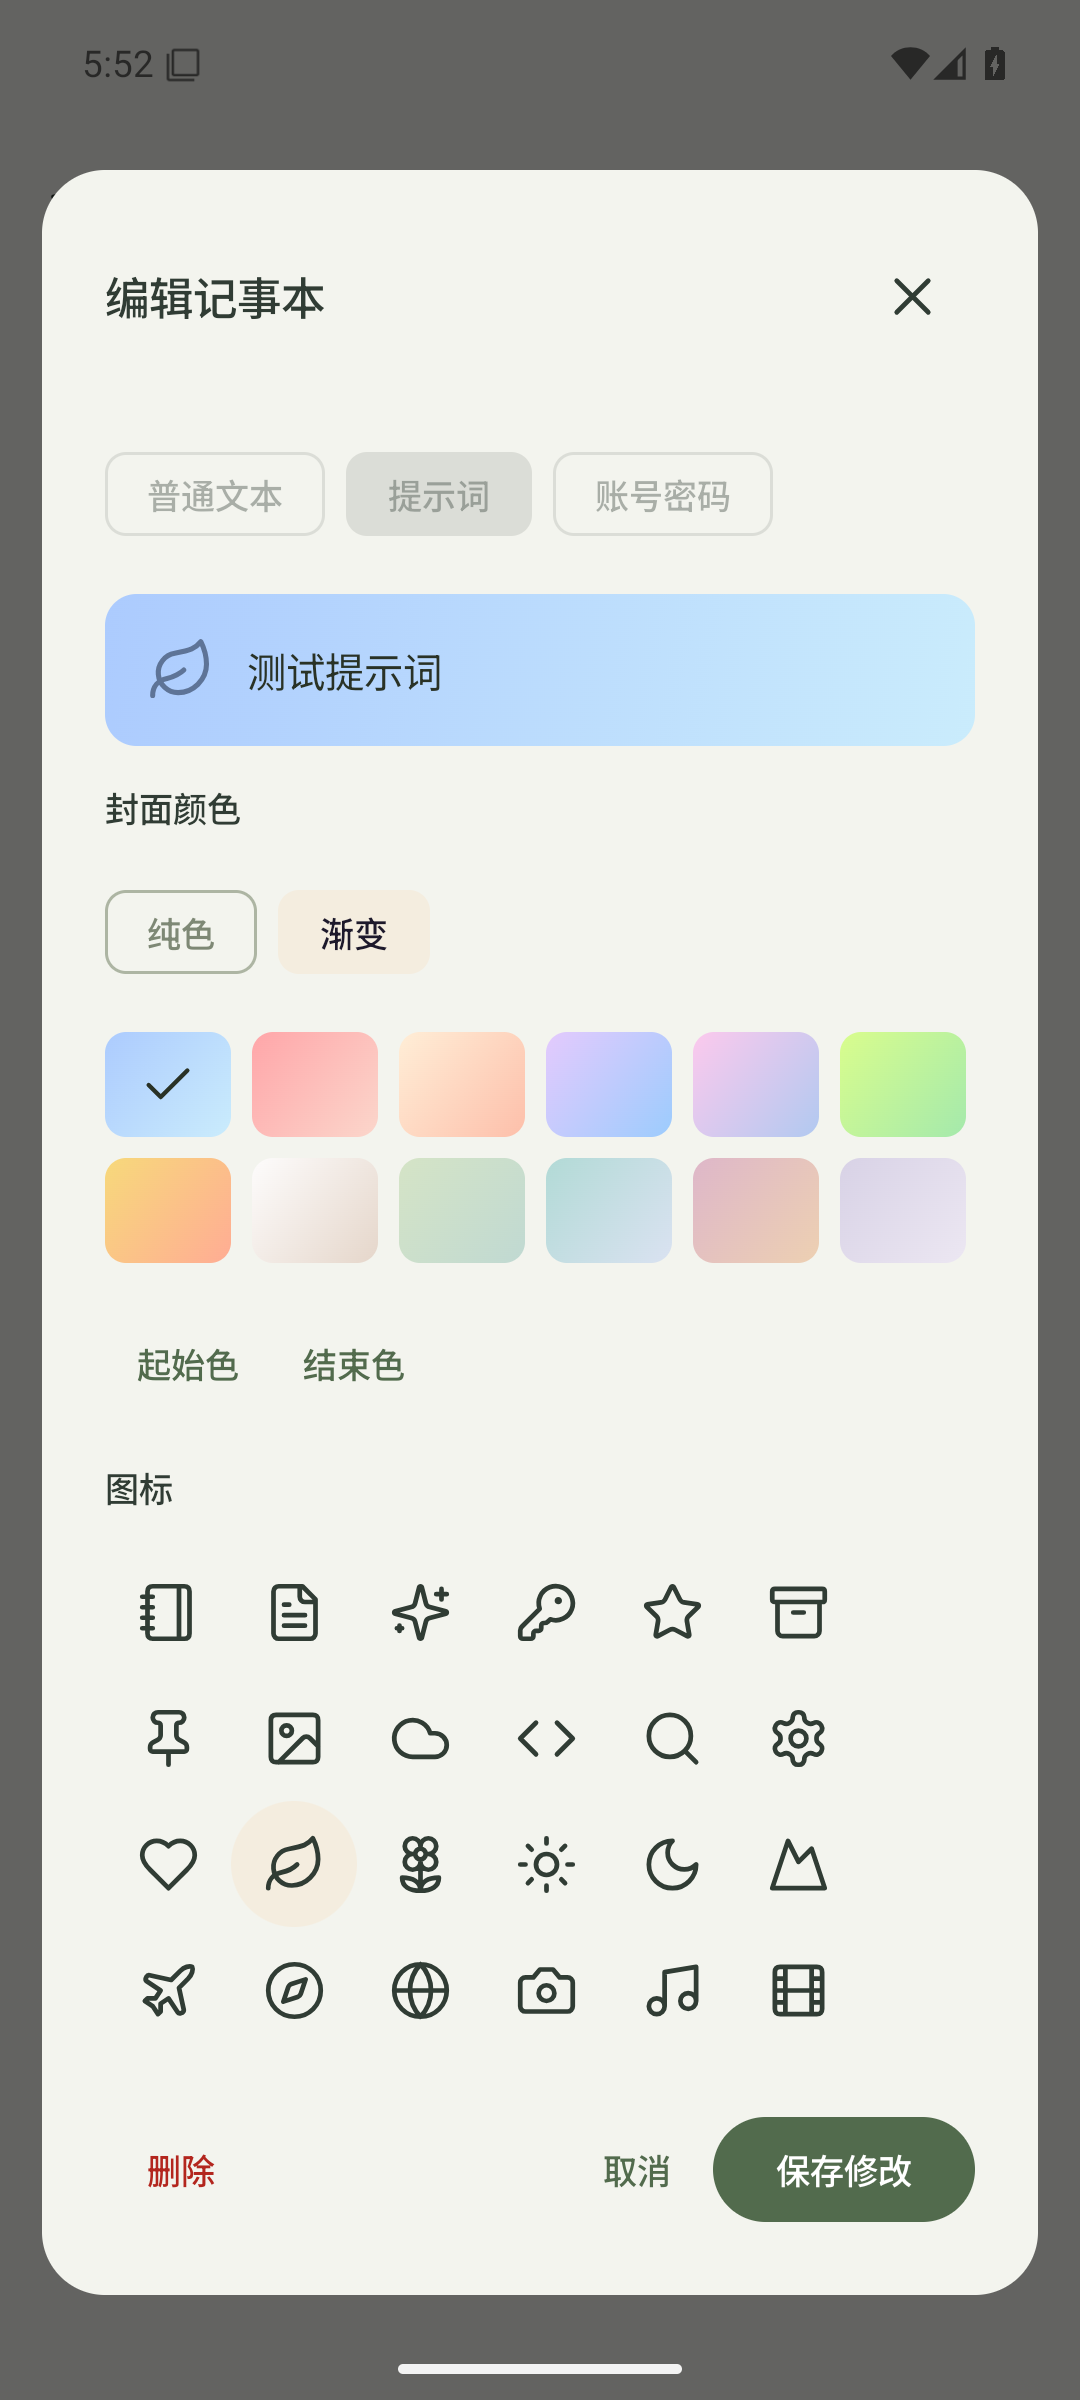 5:52
编辑记事本
普通文本 提示词 账号密码
测试提示词
封面颜色
纯色 渐变
起始色 结束色
图标
删除 取消 保存修改